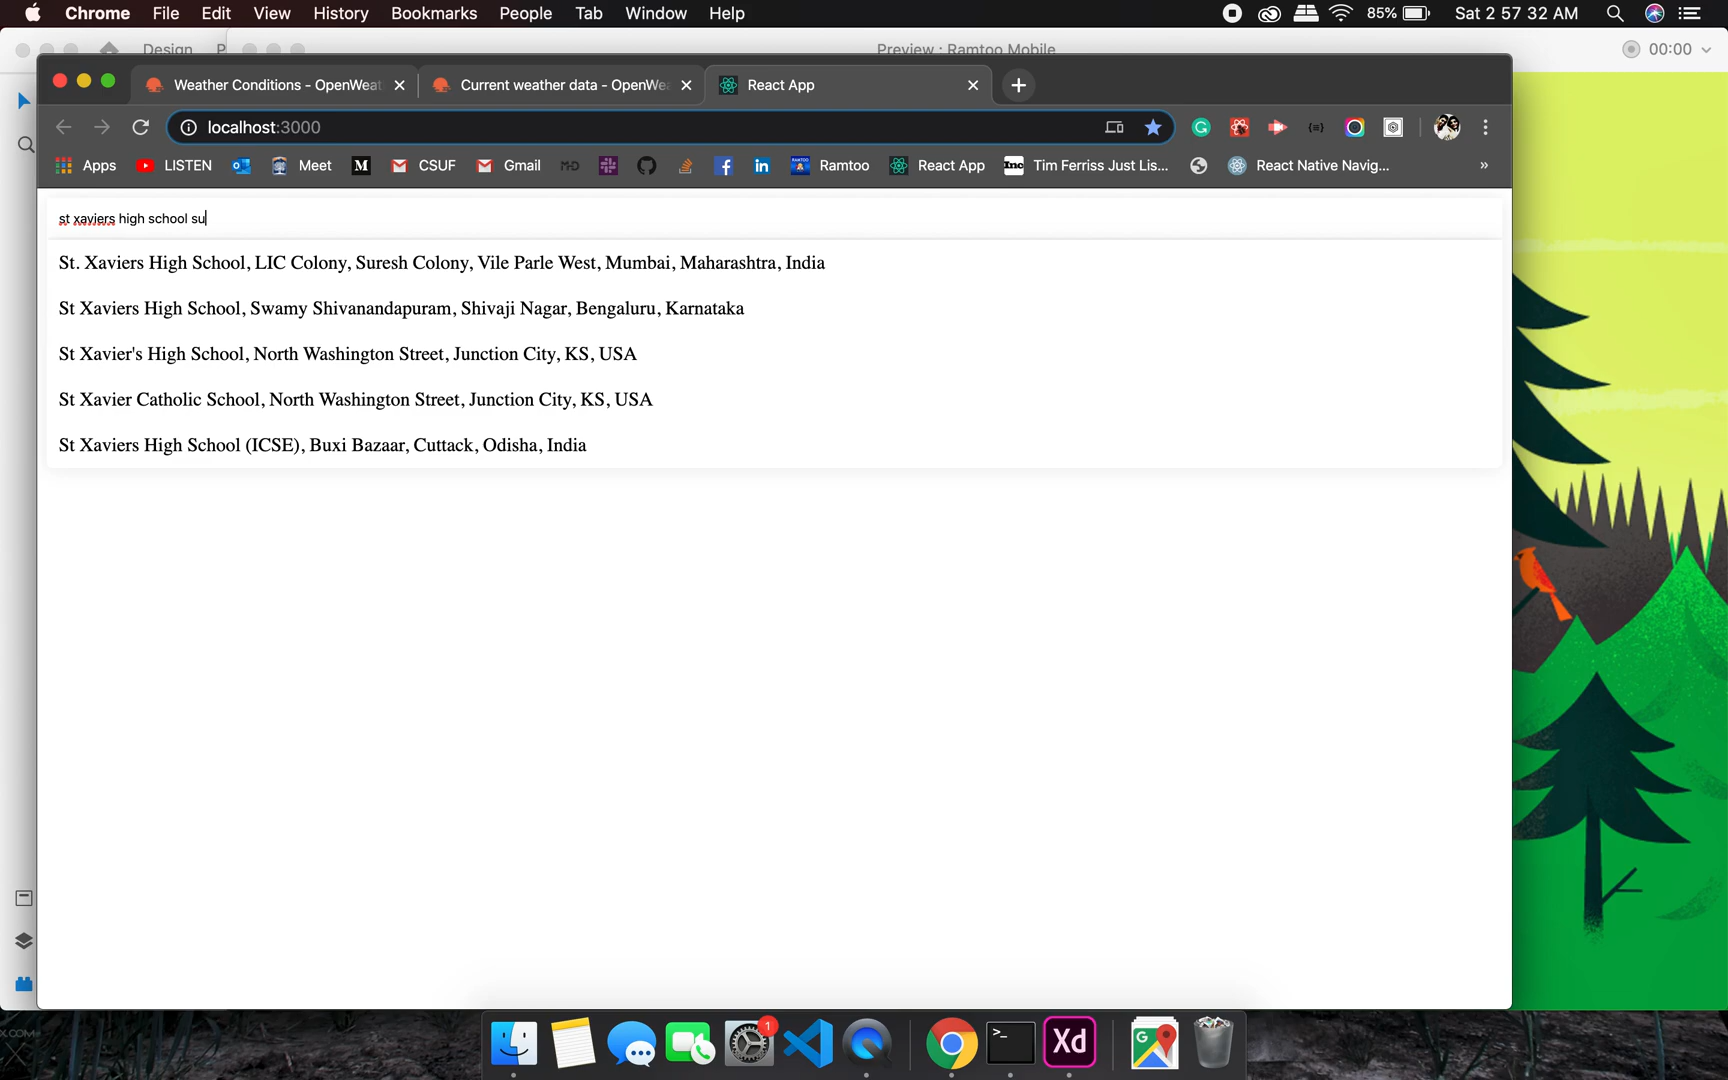 Chrome File Edit View History Bookmarks People Tab Window Help 85% Sat 2 57 32 AM
Design P Preview : Ramtoo Mobile 00:00
Weather Conditions - OpenWeat Current weather data - OpenWe React App
localhost:3000
Apps LISTEN Meet M CSUF Gmail M-D Ramtoo React App Inc Tim Ferriss Just Lis... React Native Navig... »
st xaviers high school su
St. Xaviers High School, LIC Colony, Suresh Colony, Vile Parle West, Mumbai, Maharashtra, India
St Xaviers High School, Swamy Shivanandapuram, Shivaji Nagar, Bengaluru, Karnataka
St Xavier's High School, North Washington Street, Junction City, KS, USA
St Xavier Catholic School, North Washington Street, Junction City, KS, USA
St Xaviers High School (ICSE), Buxi Bazaar, Cuttack, Odisha, India
X.COM
1 >_ Xd G